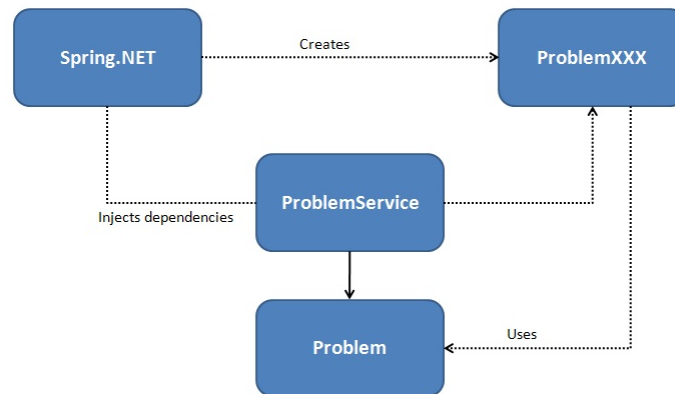 Creates
Spring.NET
ProblemXXX
ProblemService
Injects dependencies
Uses
Problem